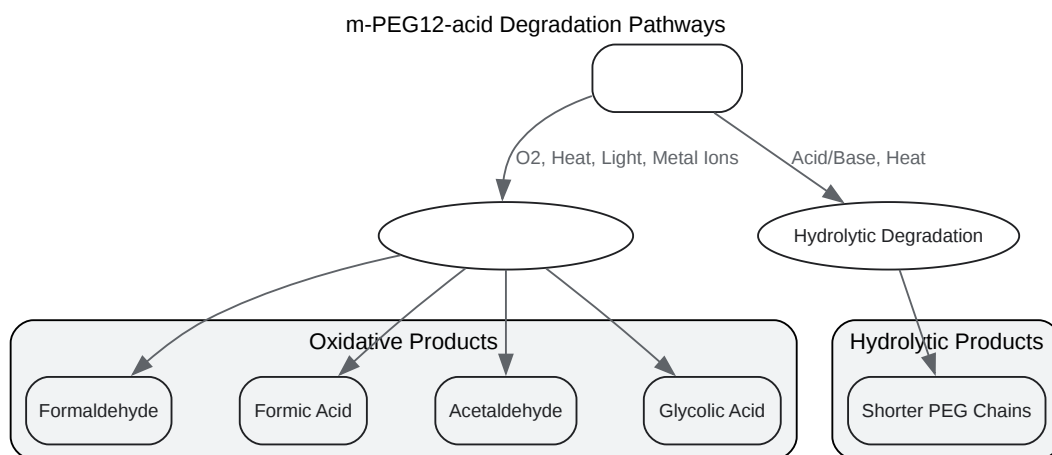 m-PEG12-acid Degradation Pathways
O2, Heat, Light, Metal Ions
Acid/Base, Heat
Hydrolytic Degradation
Oxidative Products
Hydrolytic Products
Formaldehyde
Formic Acid
Acetaldehyde
Glycolic Acid
Shorter PEG Chains